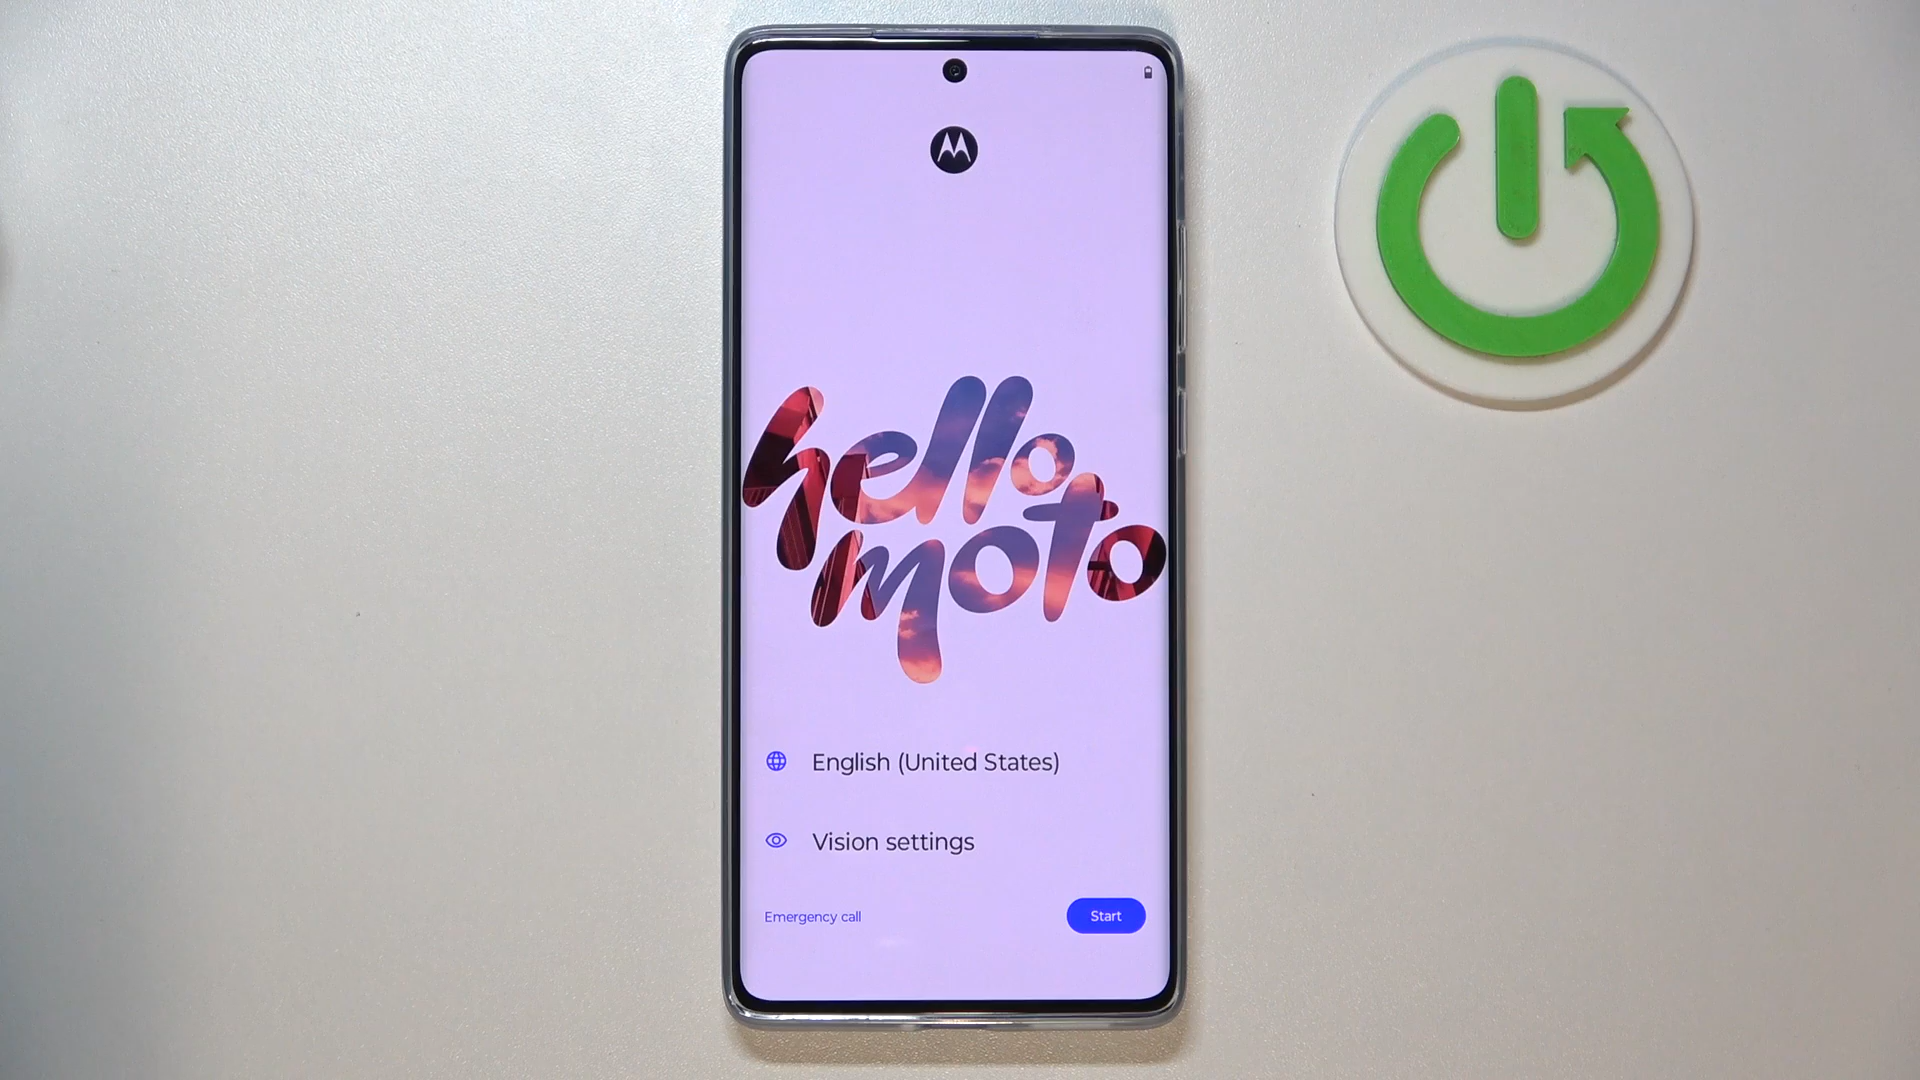 hello
moto
English (United States)
Vision settings
Emergency call
Start